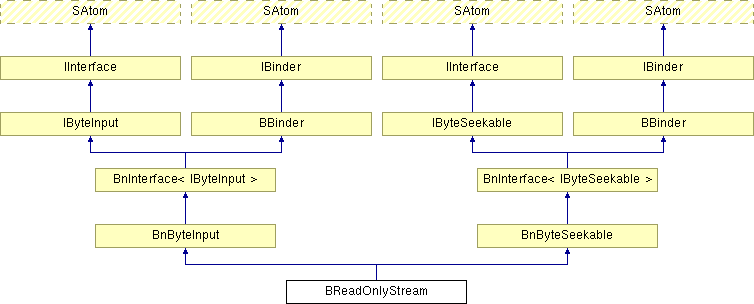 SAtom SAtom SAtom SAtom
IInterface IBinder IInterface IBinder
IByteInput BBinder IByteSeekable BBinder
BnInterface< IByteInput > BnInterface< IByteSeekable >
BnByteInput BnByteSeekable
BReadOnlyStream